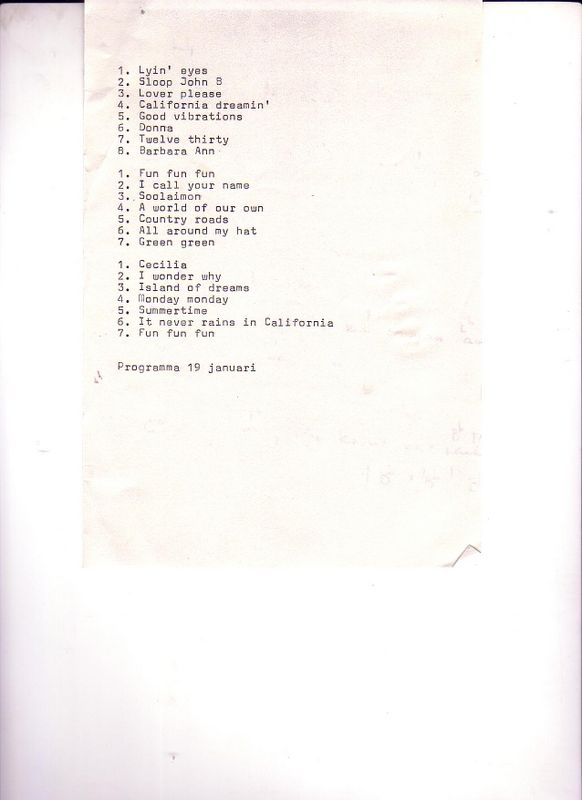 1. Lyin' eyes
2. Sloop John B
3. Lover please
4. California dreamin'
5. Good vibrations
6. Donna
7. Twelve thirty
8. Barbara Ann
1. Fun fun fun
2. I call your name
3. Soolaimon
4. A world of our own
5. Country roads
6. All around my hat
7. Green green
1. Cecilia
2. I wonder why
3. Island of dreams
4. Monday monday
5. Summertime
6. It never rains in California
7. Fun fun fun
Programma 19 januari